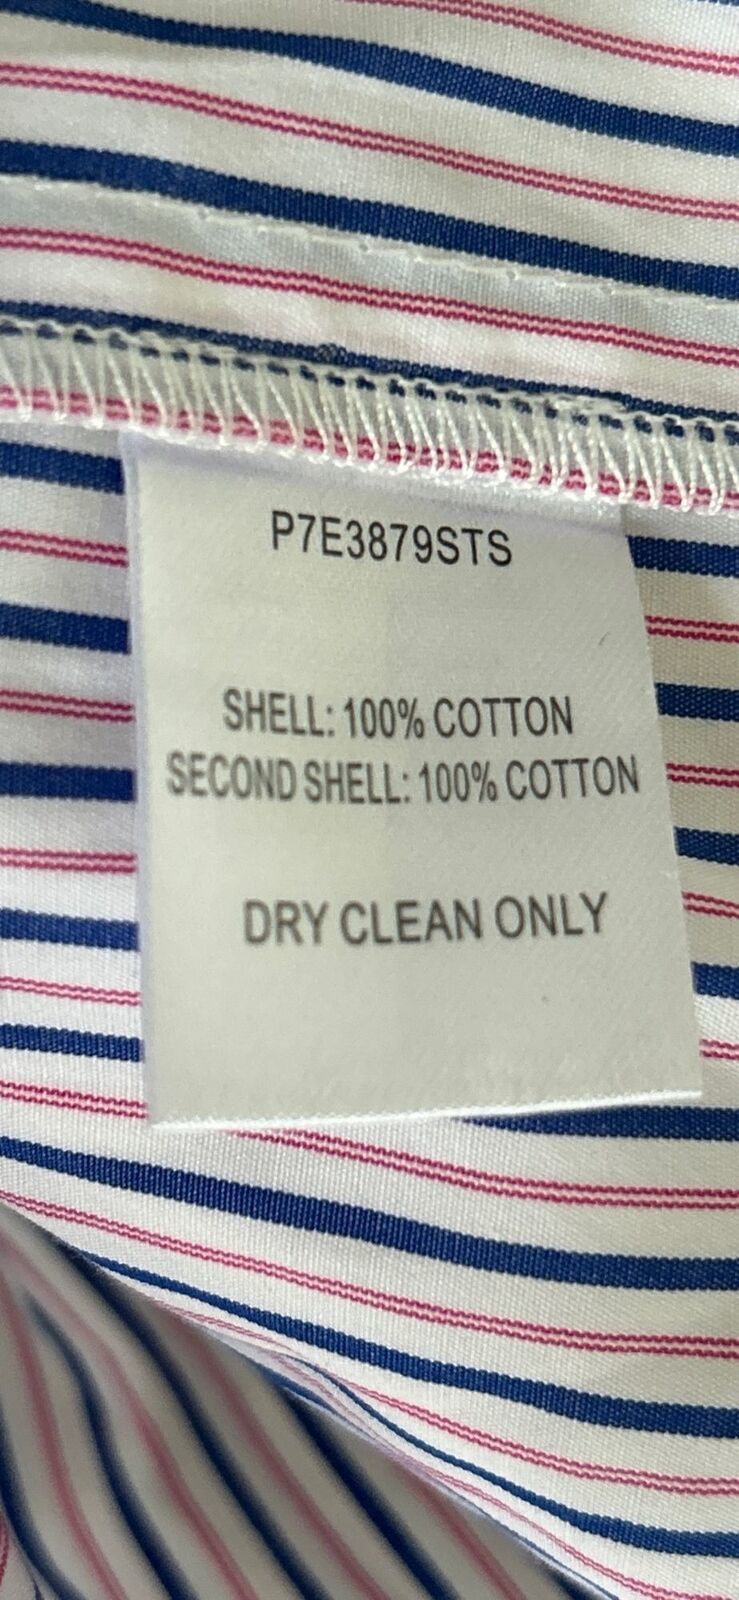 P7E3879STS
SHELL: 100% COTTON
SECOND SHELL: 100% COTTON
DRY CLEAN ONLY